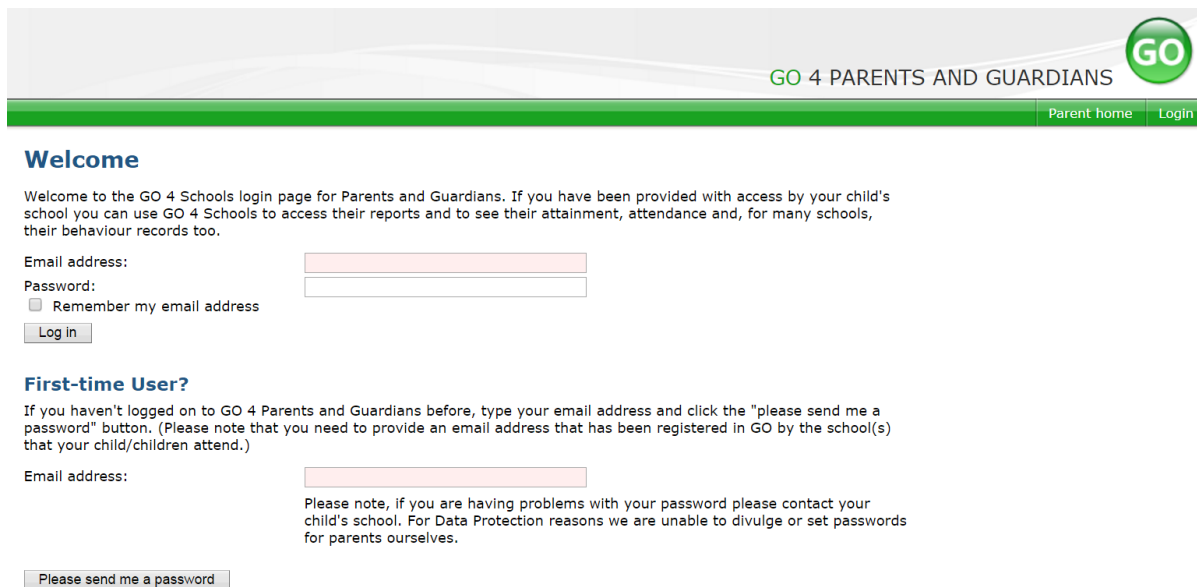 GO
GO 4 PARENTS AND GUARDIANS
Parent home Login
Welcome
Welcome to the GO 4 Schools login page for Parents and Guardians. If you have been provided with access by your child's
school you can use GO 4 Schools to access their reports and to see their attainment, attendance and, for many schools,
their behaviour records too.
Email address:
Password:
Remember my email address
Log in
First-time User?
If you haven't logged on to GO 4 Parents and Guardians before, type your email address and click the "please send me a
password" button. (Please note that you need to provide an email address that has been registered in GO by the school(s)
that your child/children attend.)
Email address:
Please note, if you are having problems with your password please contact your
child's school. For Data Protection reasons we are unable to divulge or set passwords
for parents ourselves.
Please send me a password